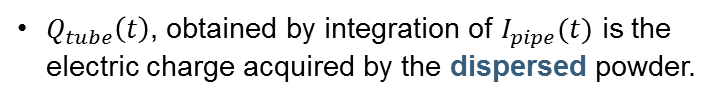 • Q_tube(t), obtained by integration of I_pipe(t) is the
electric charge acquired by the dispersed powder.